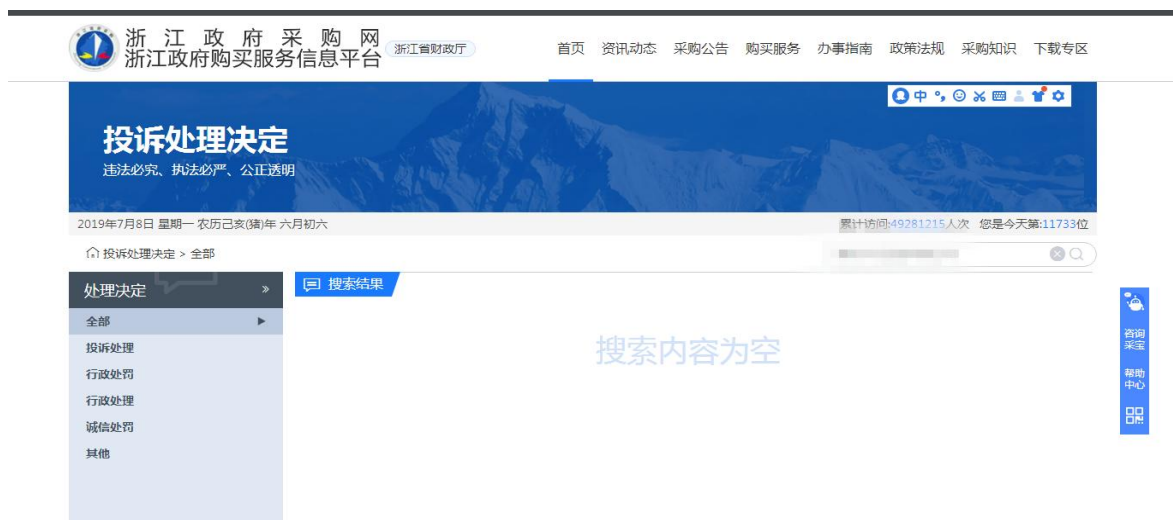 浙江政府采购网
浙江政府购买服务信息平台
浙江省财政厅
首页 资讯动态 采购公告 购买服务 办事指南 政策法规 采购知识 下载专区
中
投诉处理决定
违法必究、执法必严、公正透明
2019年7月8日 星期一 农历己亥(猪)年 六月初六
累计访问:49281215人次 您是今天第:11733位
投诉处理决定 > 全部
处理决定 »
搜索结果
全部
投诉处理
行政处罚
行政处理
诚信处罚
其他
搜索内容为空
咨询
采宝
帮助
中心